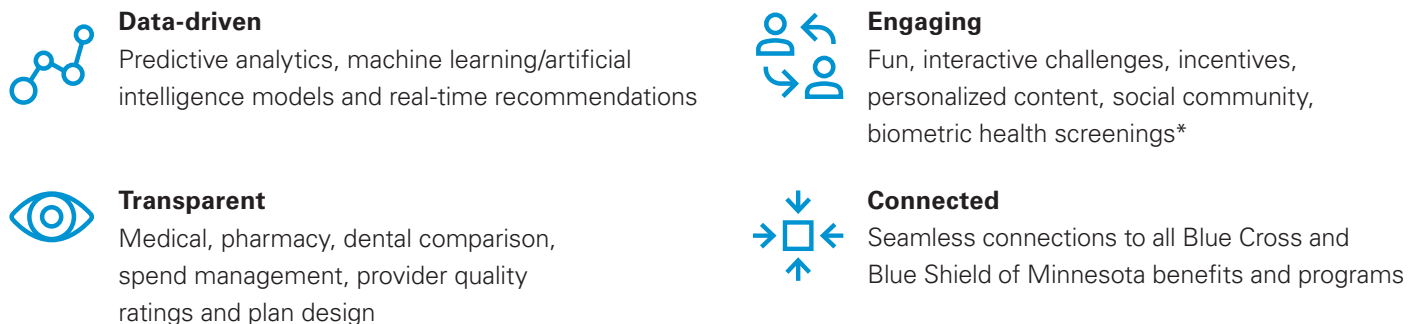 Data-driven
Predictive analytics, machine learning/artificial
intelligence models and real-time recommendations
Engaging
Fun, interactive challenges, incentives,
personalized content, social community,
biometric health screenings*
Transparent
Medical, pharmacy, dental comparison,
spend management, provider quality
ratings and plan design
Connected
Seamless connections to all Blue Cross and
Blue Shield of Minnesota benefits and programs